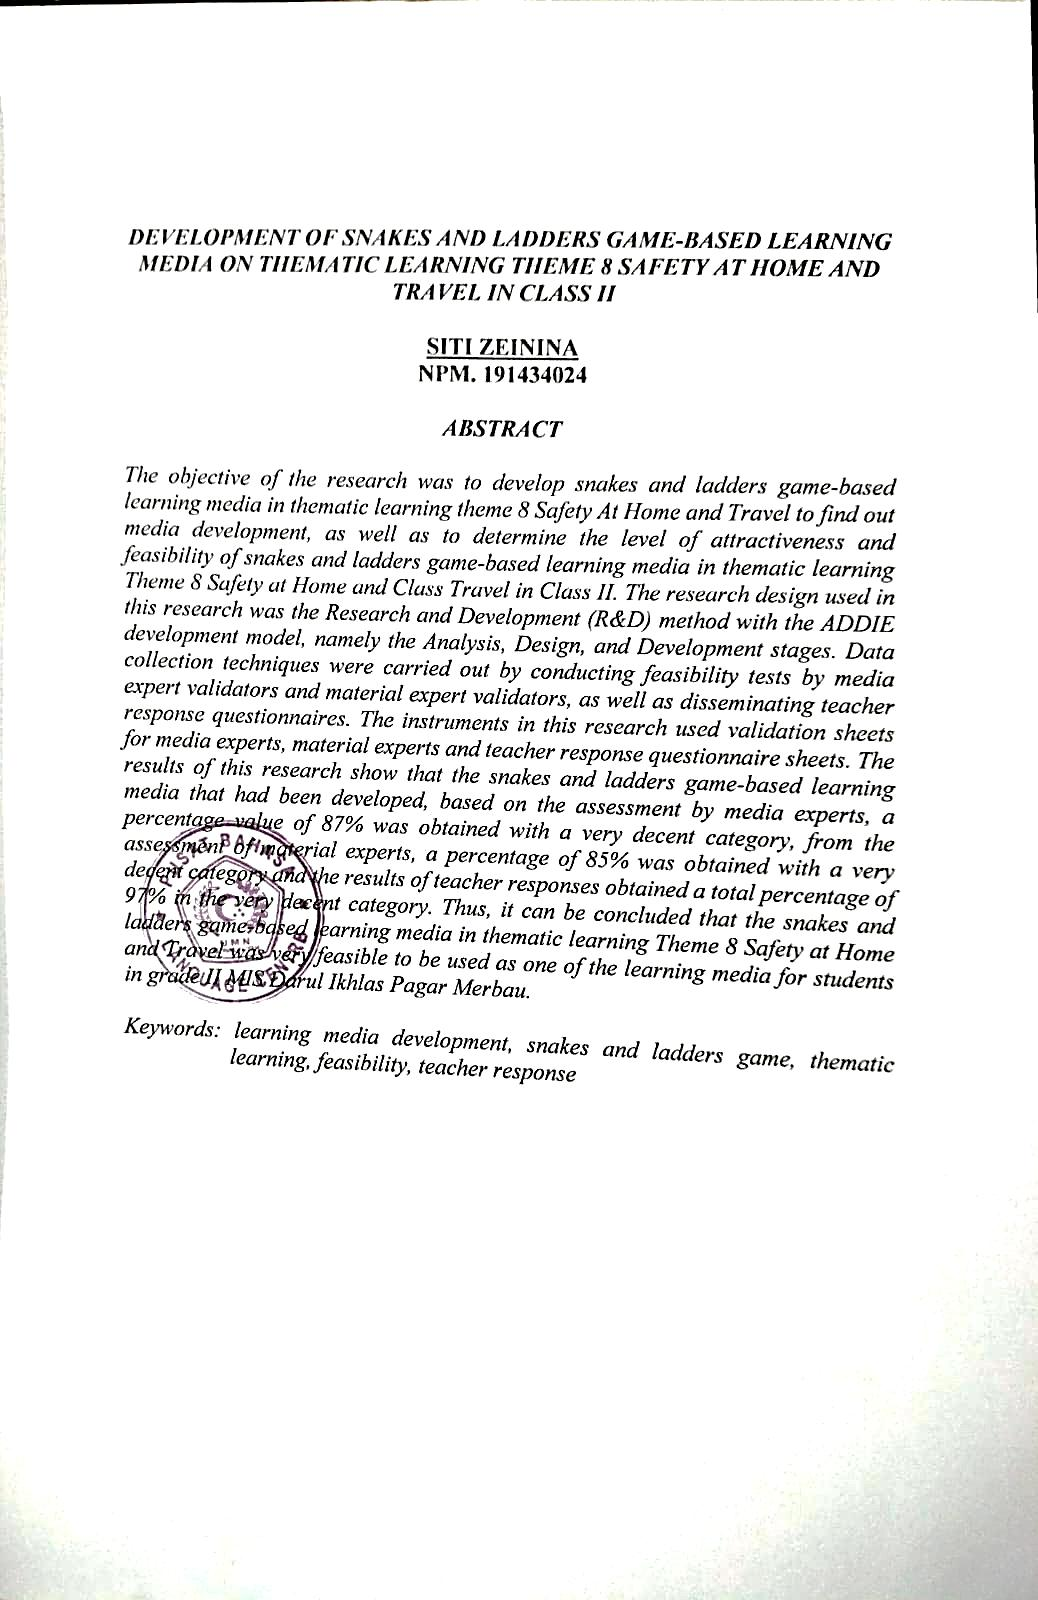 DEVELOPMENT OF SNAKES AND LADDERS GAME-BASED LEARNING
MEDIA ON THEMATIC LEARNING THEME 8 SAFETY AT HOME AND
TRAVEL IN CLASS II
SITI ZEININA
NPM. 191434024
ABSTRACT
The objective of the research was to develop snakes and ladders game-based
learning media in thematic learning theme 8 Safety At Home and Travel to find out
media development, as well as to determine the level of attractiveness and
feasibility of snakes and ladders game-based learning media in thematic learning
Theme 8 Safety at Home and Class Travel in Class II. The research design used in
this research was the Research and Development (R&D) method with the ADDIE
development model, namely the Analysis, Design, and Development stages. Data
collection techniques were carried out by conducting feasibility tests by media
expert validators and material expert validators, as well as disseminating teacher
response questionnaires. The instruments in this research used validation sheets
for media experts, material experts and teacher response questionnaire sheets. The
results of this research show that the snakes and ladders game-based learning
media that had been developed, based on the assessment by media experts, a
percentage value of 87% was obtained with a very decent category, from the
assessment of material experts, a percentage of 85% was obtained with a very
decent category and the results of teacher responses obtained a total percentage of
97% in the very decent category. Thus, it can be concluded that the snakes and
ladders game-based learning media in thematic learning Theme 8 Safety at Home
and Travel was very feasible to be used as one of the learning media for students
in grade II MIS Darul Ikhlas Pagar Merbau.
Keywords: learning media development, snakes and ladders game, thematic
learning, feasibility, teacher response
PUSAT BAHASA
UMN
LANGUAGE CENTRE